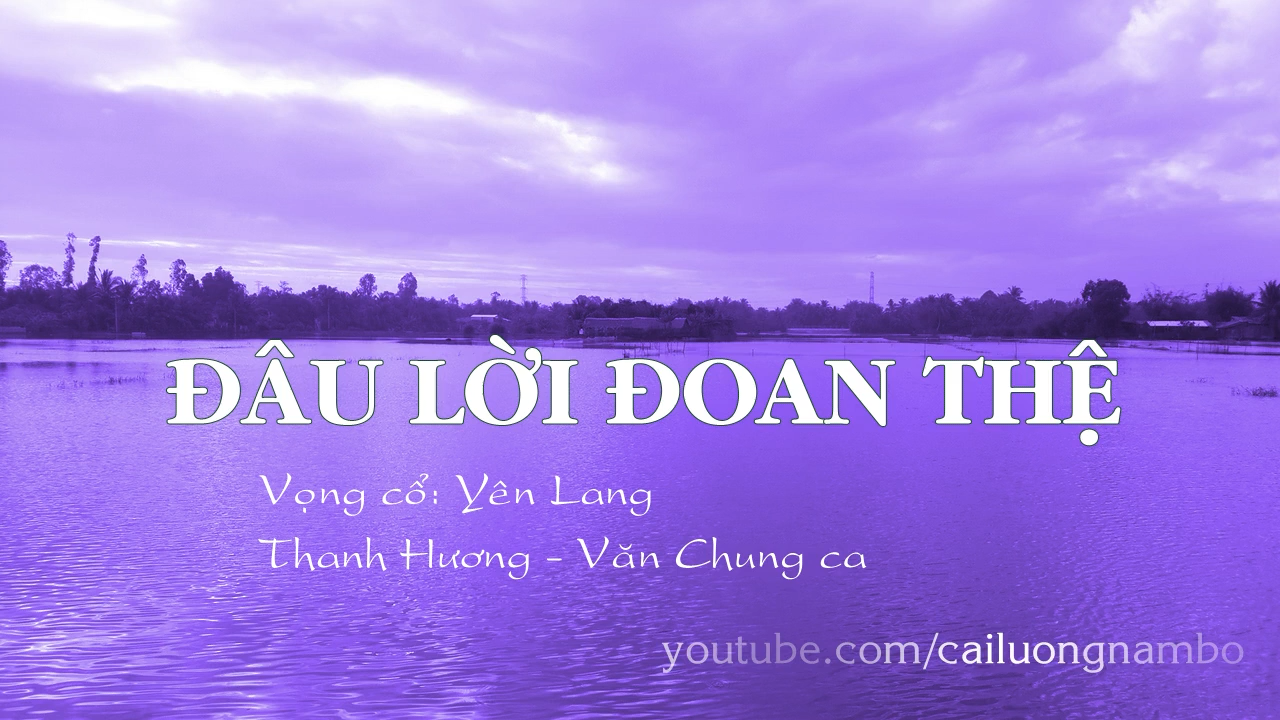 ĐÂU LỜI ĐOAN THỆ
Vọng cổ: Yên Lang
Thanh Hương - Văn Chung ca
youtube.com/cailuongnambo